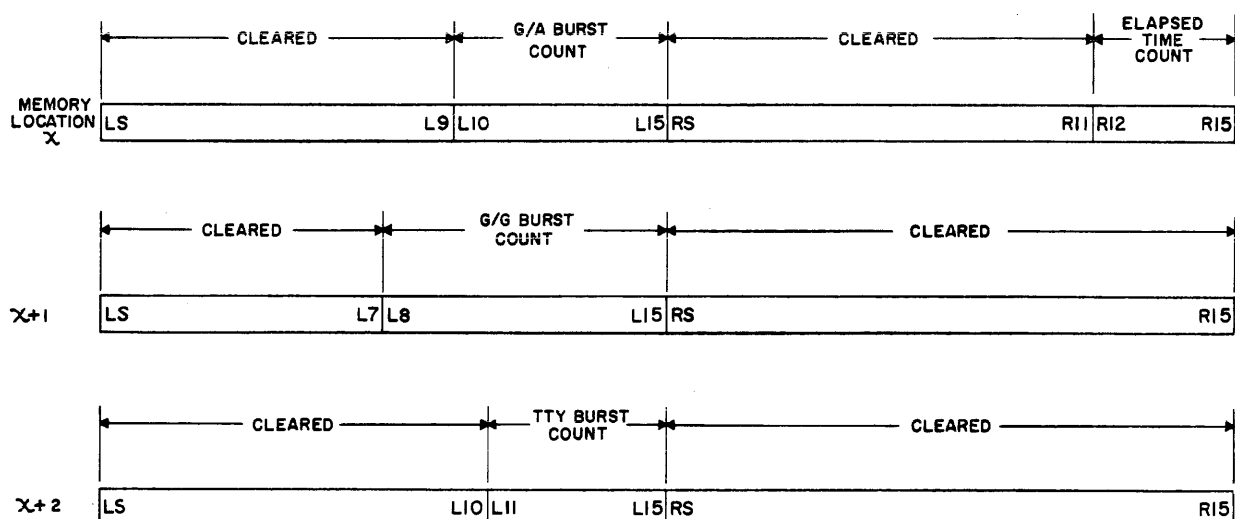 CLEARED
G/A BURST
COUNT
CLEARED
ELAPSED
TIME
COUNT
MEMORY
LOCATION
χ
LS L9 L10 L15 RS R11 R12 R15
CLEARED
G/G BURST
COUNT
CLEARED
χ+1
LS L7 L8 L15 RS R15
CLEARED
TTY BURST
COUNT
CLEARED
χ+2
LS L10 L11 L15 RS R15